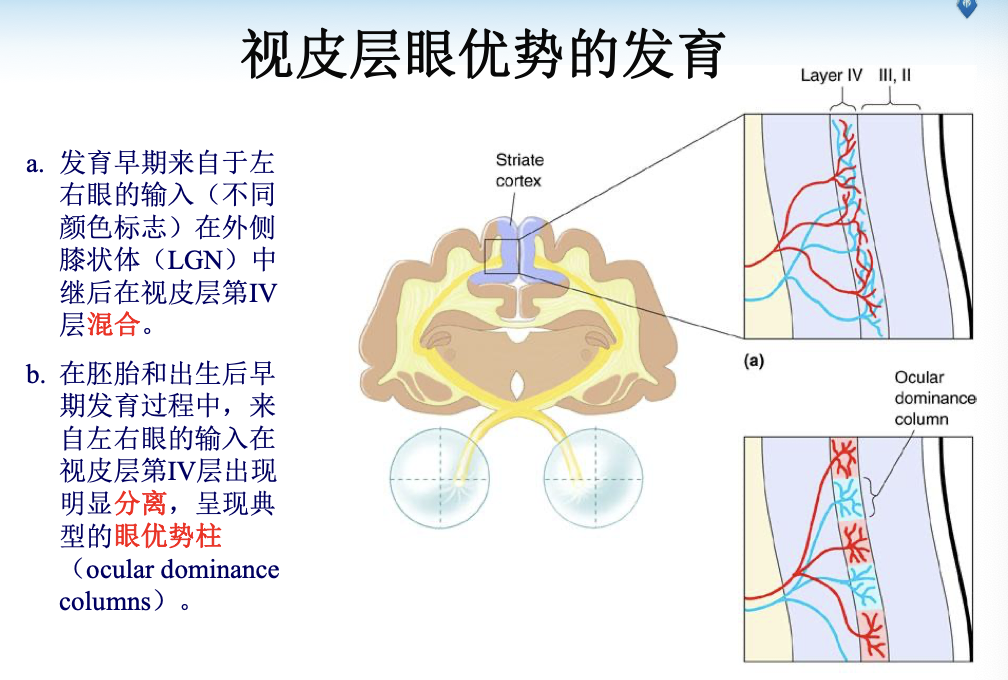 视皮层眼优势的发育
a. 发育早期来自于左
右眼的输入（不同
颜色标志）在外侧
膝状体（LGN）中
继后在视皮层第IV
层混合。
b. 在胚胎和出生后早
期发育过程中，来
自左右眼的输入在
视皮层第IV层出现
明显分离，呈现典
型的眼优势柱
（ocular dominance
columns）。
Striate
cortex
Layer IV III, II
(a)
Ocular
dominance
column